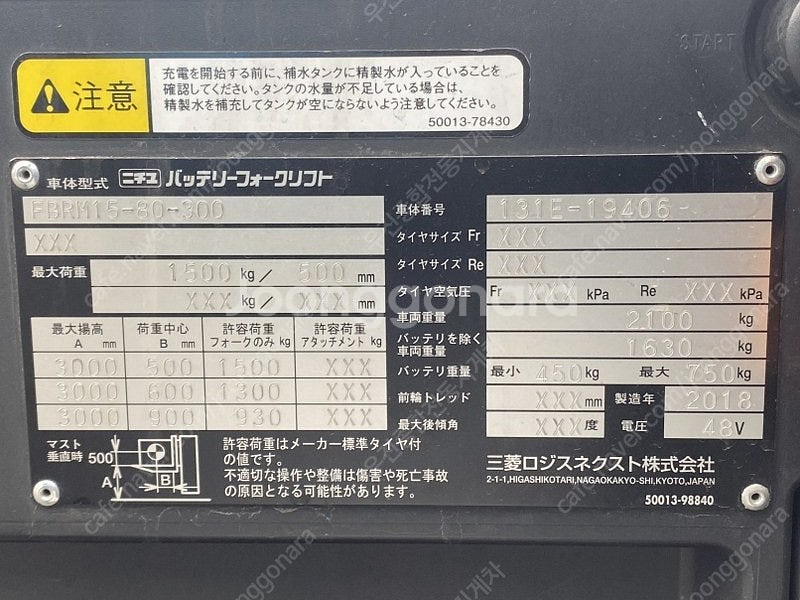 START
注意
充電を開始する前に、補水タンクに精製水が入っていることを
確認してください。タンクの水量が不足している場合は、
精製水を補充してタンクが空にならないよう注意してください。
50013-78430
車体型式 ニチユ バッテリーフォークリフト
FBRM15-80-300
XXX
最大荷重 1500 kg / 500 mm
XXX kg / XXX mm
最大揚高 A mm 荷重中心 B mm 許容荷重 フォークのみ kg 許容荷重 アタッチメント kg
3000 500 1500 XXX
3000 600 1300 XXX
3000 900 930 XXX
マスト
垂直時 500
A
B
許容荷重はメーカー標準タイヤ付
の値です。
不適切な操作や整備は傷害や死亡事故
の原因となる可能性があります。
車体番号 131E-19406-
タイヤサイズ Fr XXX
タイヤサイズ Re XXX
タイヤ空気圧 Fr XXX kPa Re XXX kPa
車両重量 2100 kg
バッテリを除く
車両重量 1630 kg
バッテリ重量 最小 450 kg 最大 750 kg
前輪トレッド XXX mm 製造年 2018
最大後傾角 XXX 度 電圧 48 V
三菱ロジスネクスト株式会社
2-1-1,HIGASHIKOTARI,NAGAOKAKYO-SHI,KYOTO,JAPAN
50013-98840
joonggonara
cafe.naver.com/joonggonara